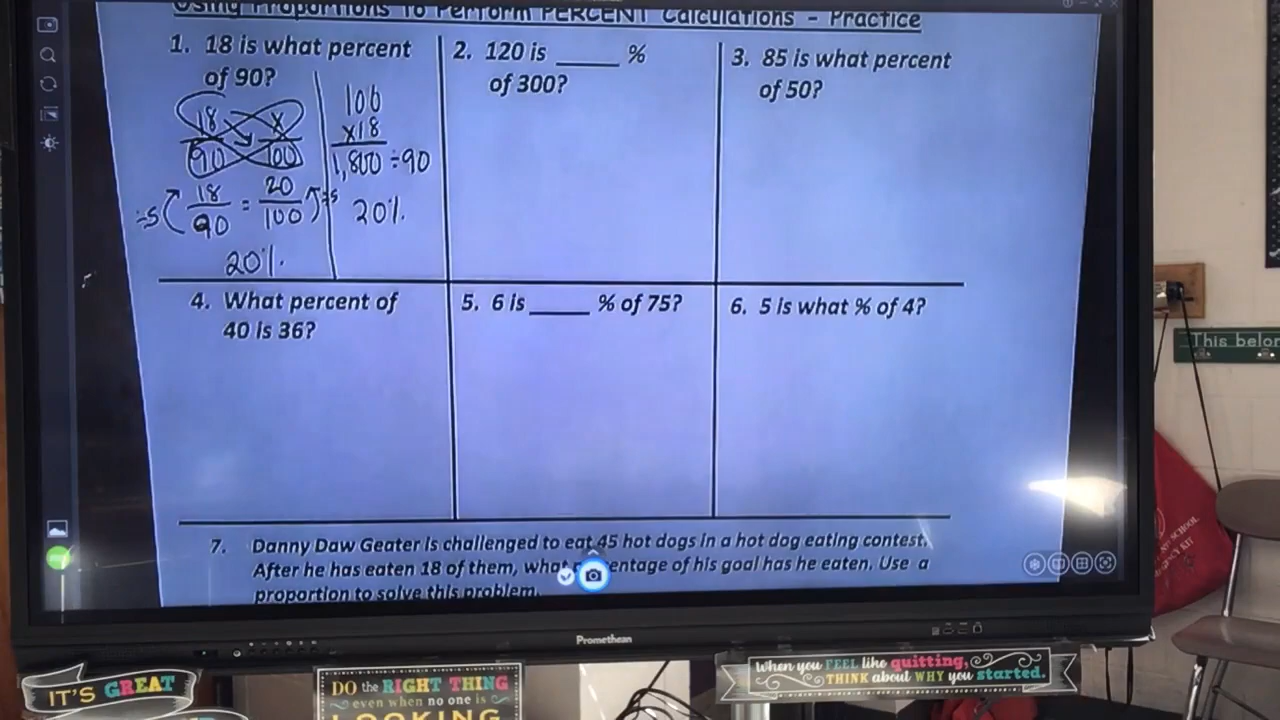 Using Proportions To Perform PERCENT Calculations - Practice
1. 18 is what percent
of 90?
18 x
90 100
18 = 20
90 100
÷5
20%
100
x18
1,800 ÷90
20%
2. 120 is _____ %
of 300?
3. 85 is what percent
of 50?
4. What percent of
40 is 36?
5. 6 is _____ % of 75?
6. 5 is what % of 4?
7. Danny Daw Geater is challenged to eat 45 hot dogs in a hot dog eating contest.
After he has eaten 18 of them, what entage of his goal has he eaten. Use a
proportion to solve this problem.
Promethean
This belon
IT'S GREAT
DO the RIGHT THING
even when no one is
LOOKING
When you FEEL like quitting,
THINK about WHY you started.